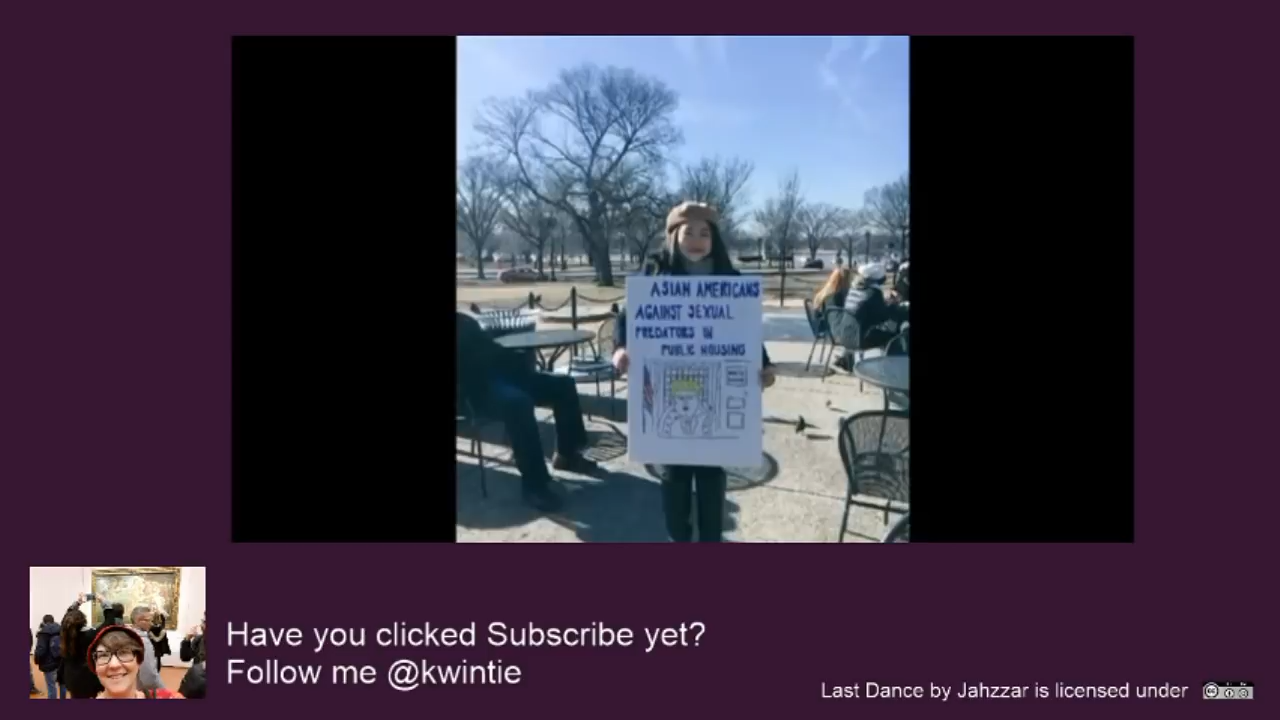 ASIAN AMERICANS
AGAINST SEXUAL
PREDATORS IN
PUBLIC HOUSING
Have you clicked Subscribe yet?
Follow me @kwintie
Last Dance by Jahzzar is licensed under